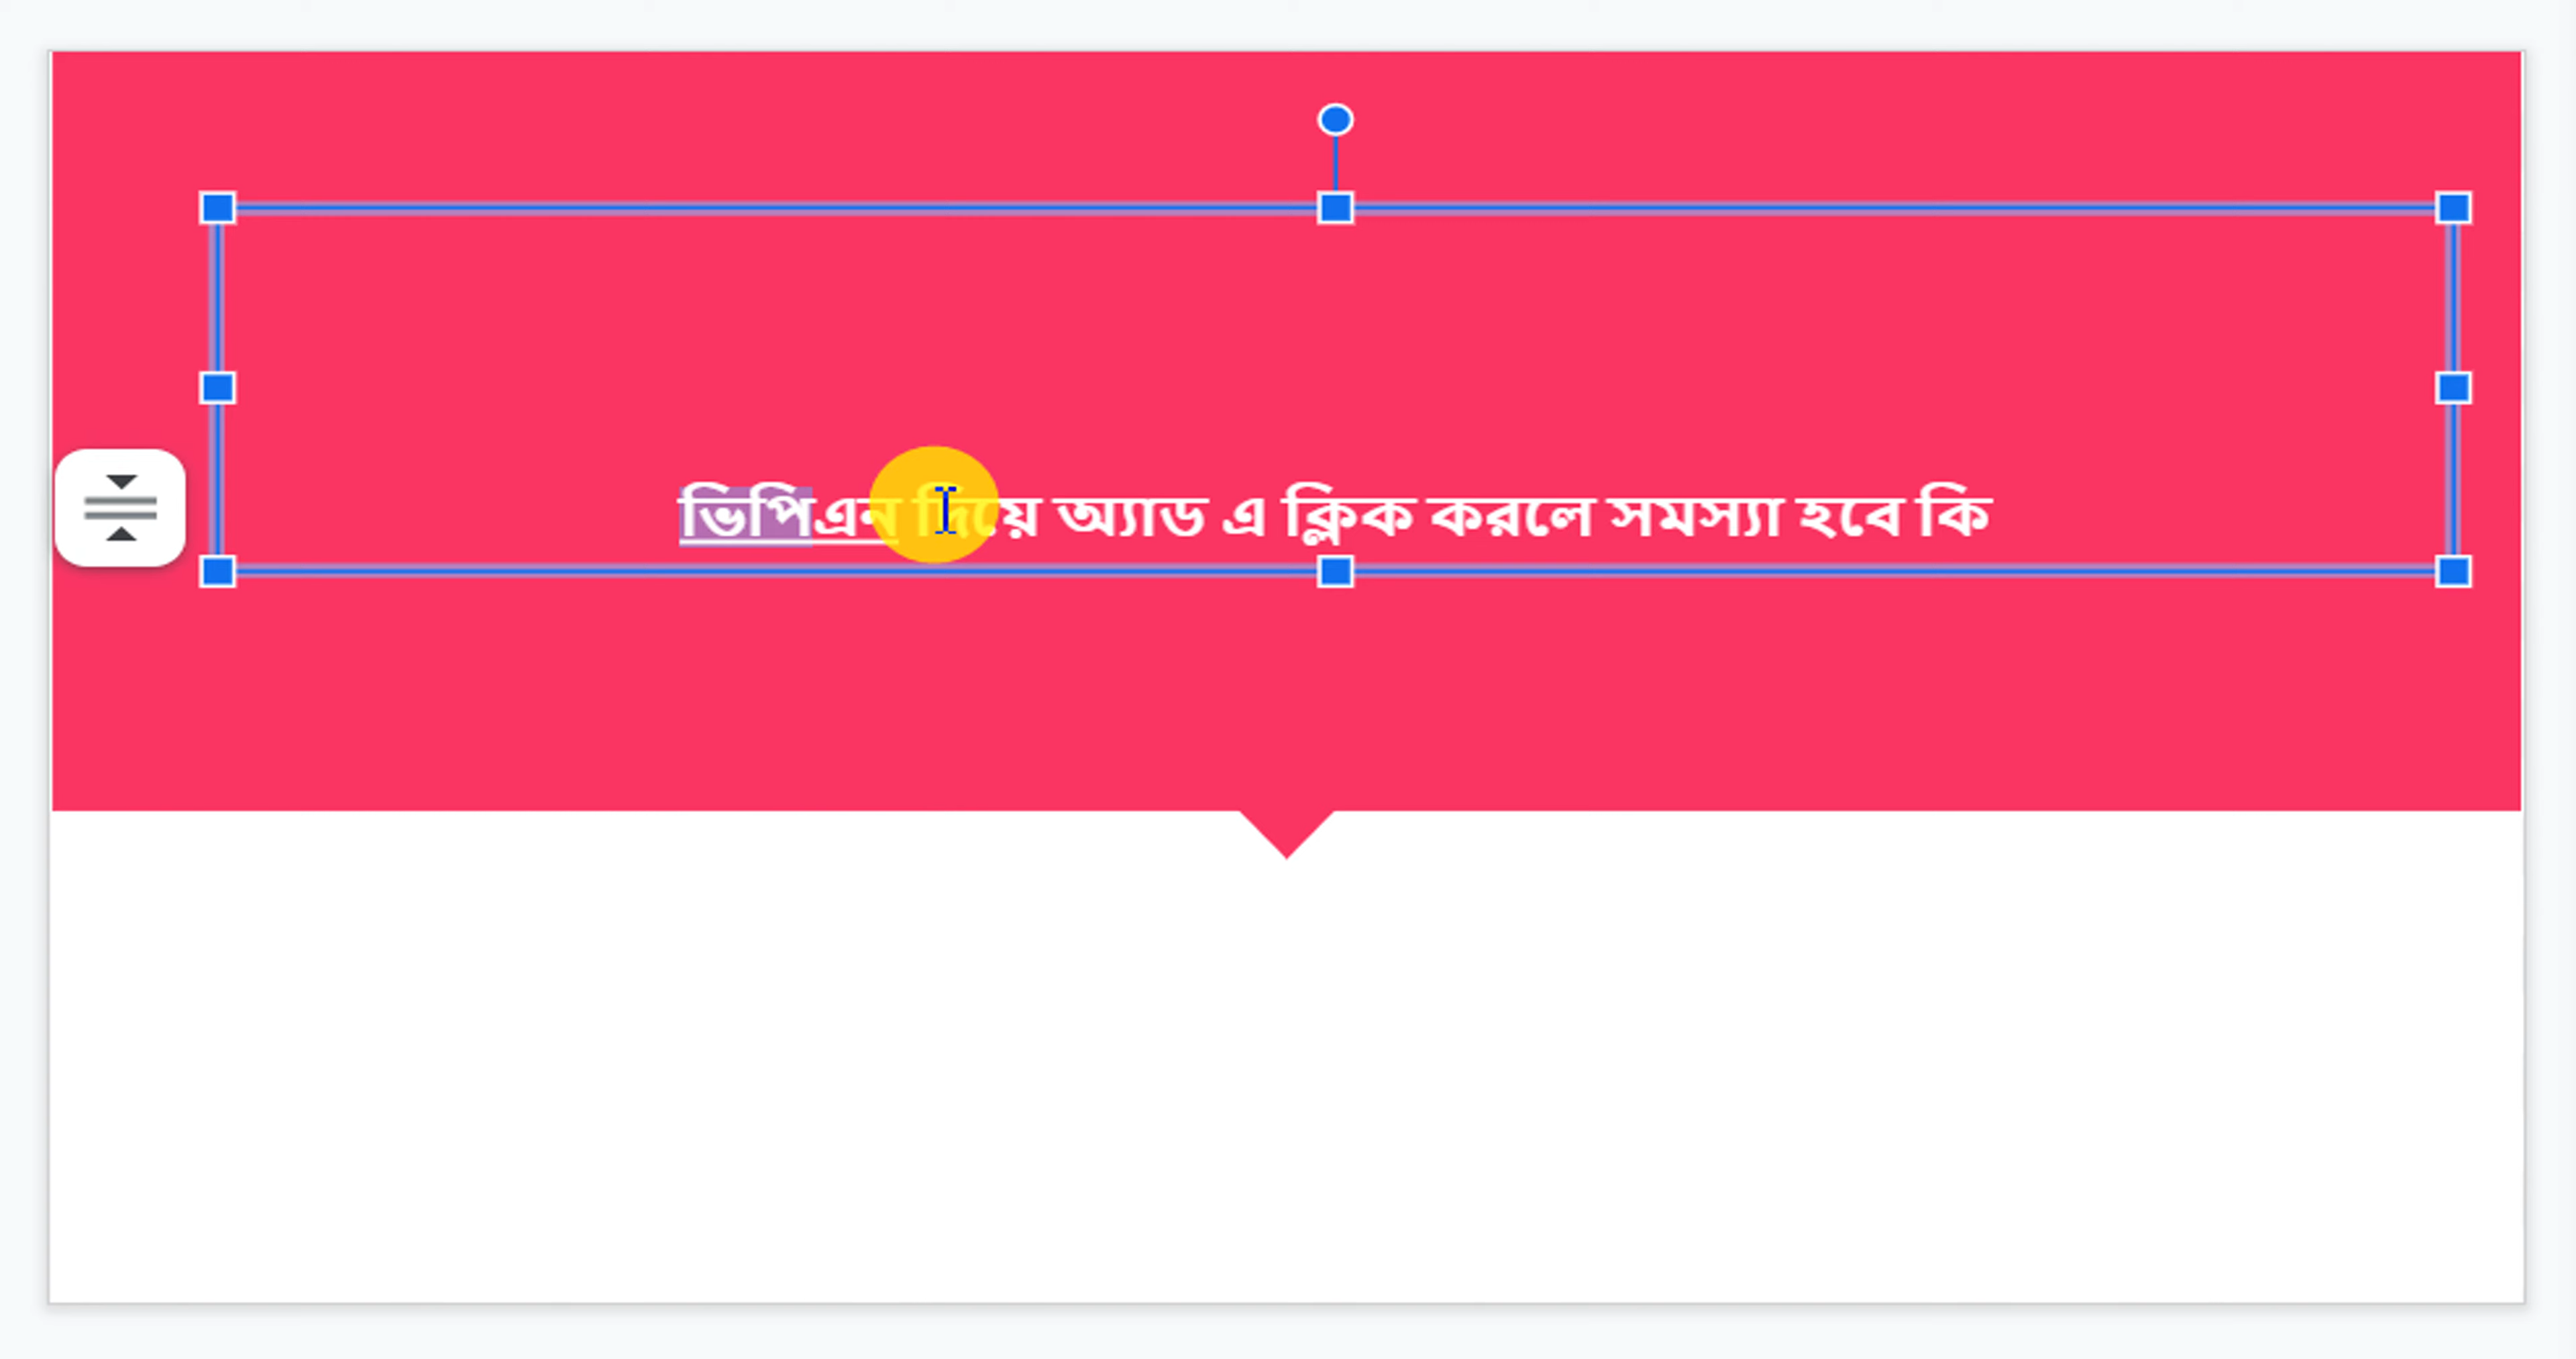 ভিপিএন দিয়ে অ্যাড এ ক্লিক করলে সমস্যা হবে কি